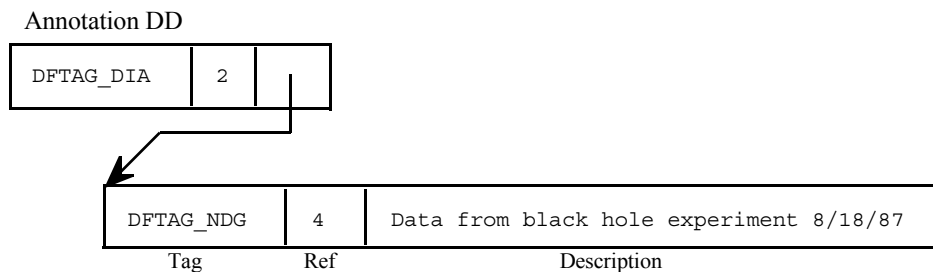 Annotation DD
DFTAG_DIA 2
DFTAG_NDG 4 Data from black hole experiment 8/18/87
Tag Ref Description